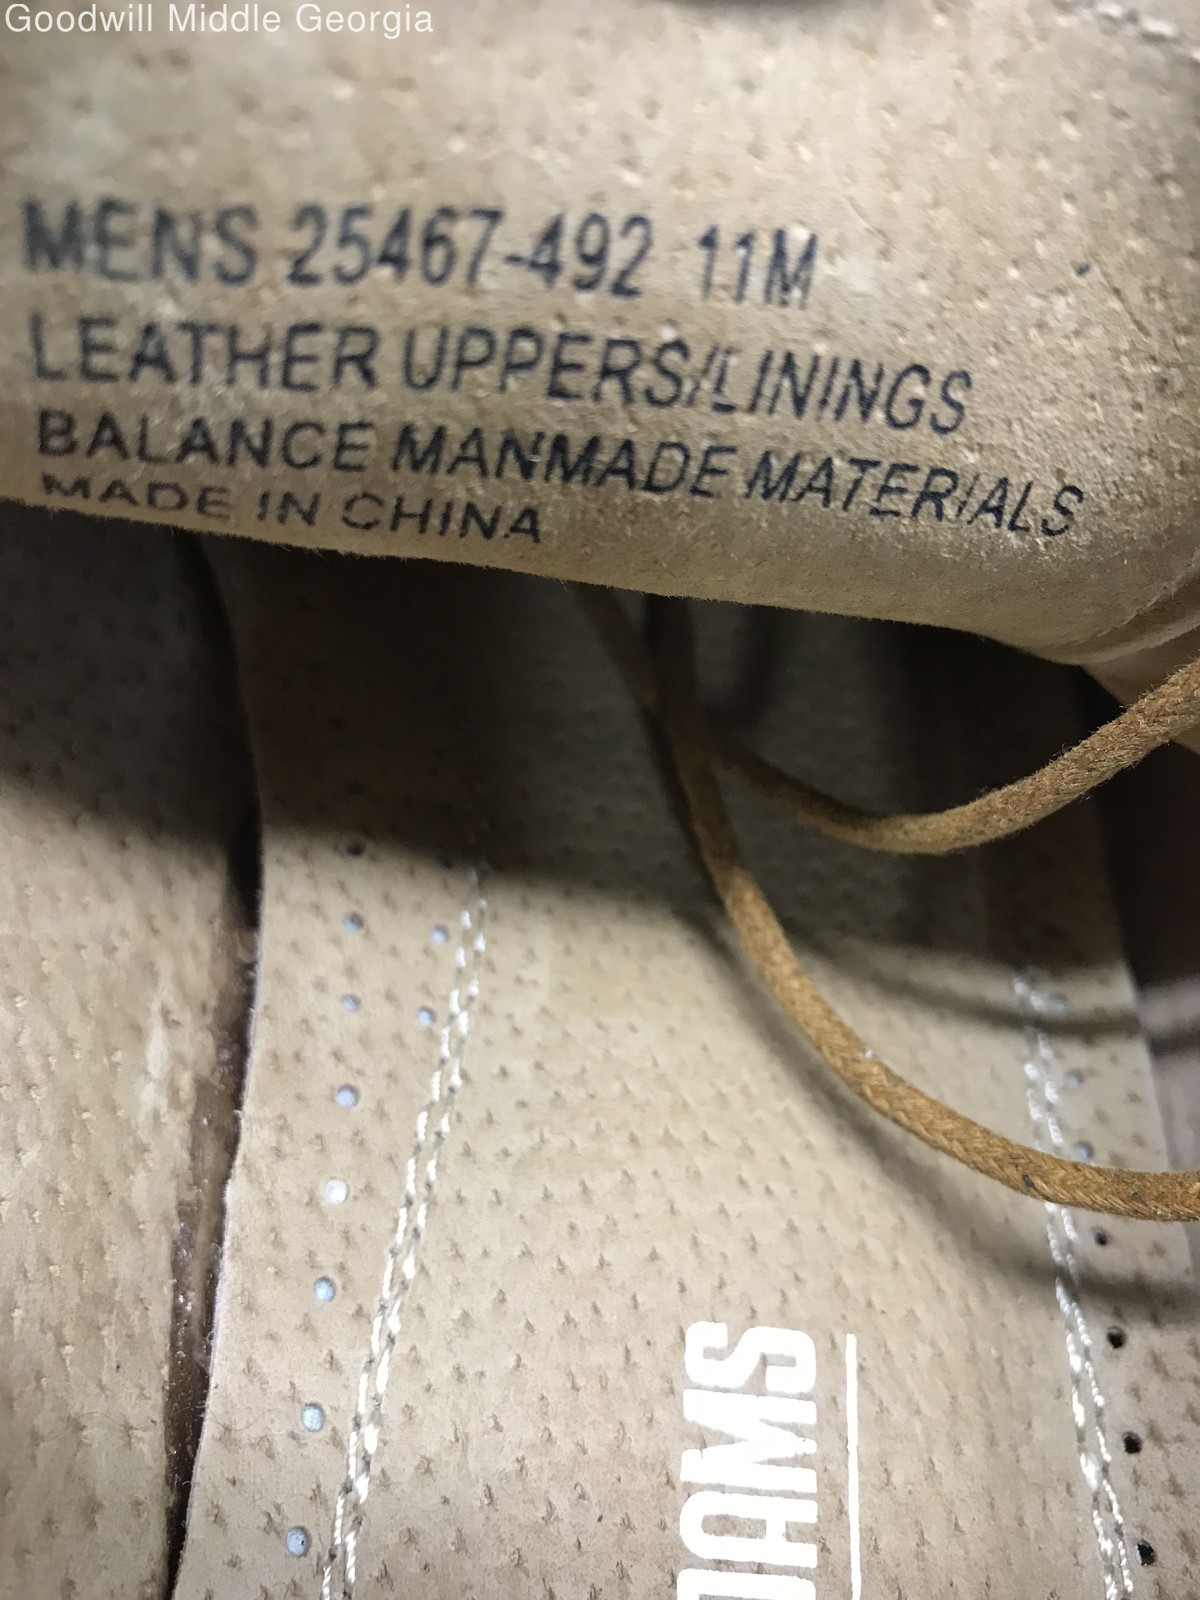 Goodwill Middle Georgia
MENS 25467-492 11M
LEATHER UPPERS/LININGS
BALANCE MANMADE MATERIALS
MADE IN CHINA